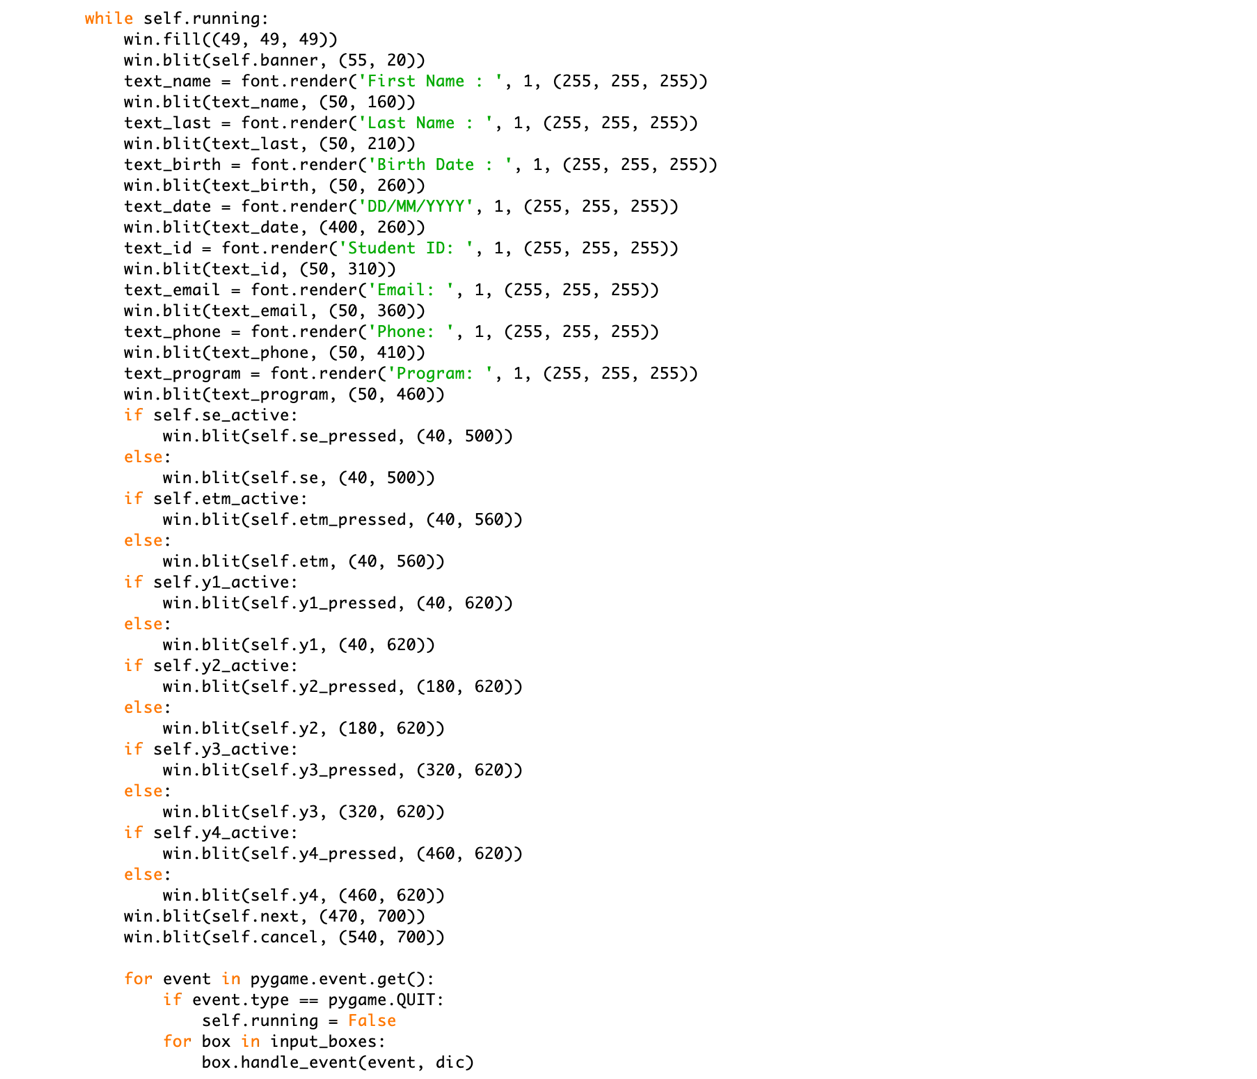 while self.running:
    win.fill((49, 49, 49))
    win.blit(self.banner, (55, 20))
    text_name = font.render('First Name : ', 1, (255, 255, 255))
    win.blit(text_name, (50, 160))
    text_last = font.render('Last Name : ', 1, (255, 255, 255))
    win.blit(text_last, (50, 210))
    text_birth = font.render('Birth Date : ', 1, (255, 255, 255))
    win.blit(text_birth, (50, 260))
    text_date = font.render('DD/MM/YYYY', 1, (255, 255, 255))
    win.blit(text_date, (400, 260))
    text_id = font.render('Student ID: ', 1, (255, 255, 255))
    win.blit(text_id, (50, 310))
    text_email = font.render('Email: ', 1, (255, 255, 255))
    win.blit(text_email, (50, 360))
    text_phone = font.render('Phone: ', 1, (255, 255, 255))
    win.blit(text_phone, (50, 410))
    text_program = font.render('Program: ', 1, (255, 255, 255))
    win.blit(text_program, (50, 460))
    if self.se_active:
        win.blit(self.se_pressed, (40, 500))
    else:
        win.blit(self.se, (40, 500))
    if self.etm_active:
        win.blit(self.etm_pressed, (40, 560))
    else:
        win.blit(self.etm, (40, 560))
    if self.y1_active:
        win.blit(self.y1_pressed, (40, 620))
    else:
        win.blit(self.y1, (40, 620))
    if self.y2_active:
        win.blit(self.y2_pressed, (180, 620))
    else:
        win.blit(self.y2, (180, 620))
    if self.y3_active:
        win.blit(self.y3_pressed, (320, 620))
    else:
        win.blit(self.y3, (320, 620))
    if self.y4_active:
        win.blit(self.y4_pressed, (460, 620))
    else:
        win.blit(self.y4, (460, 620))
    win.blit(self.next, (470, 700))
    win.blit(self.cancel, (540, 700))

    for event in pygame.event.get():
        if event.type == pygame.QUIT:
            self.running = False
        for box in input_boxes:
            box.handle_event(event, dic)